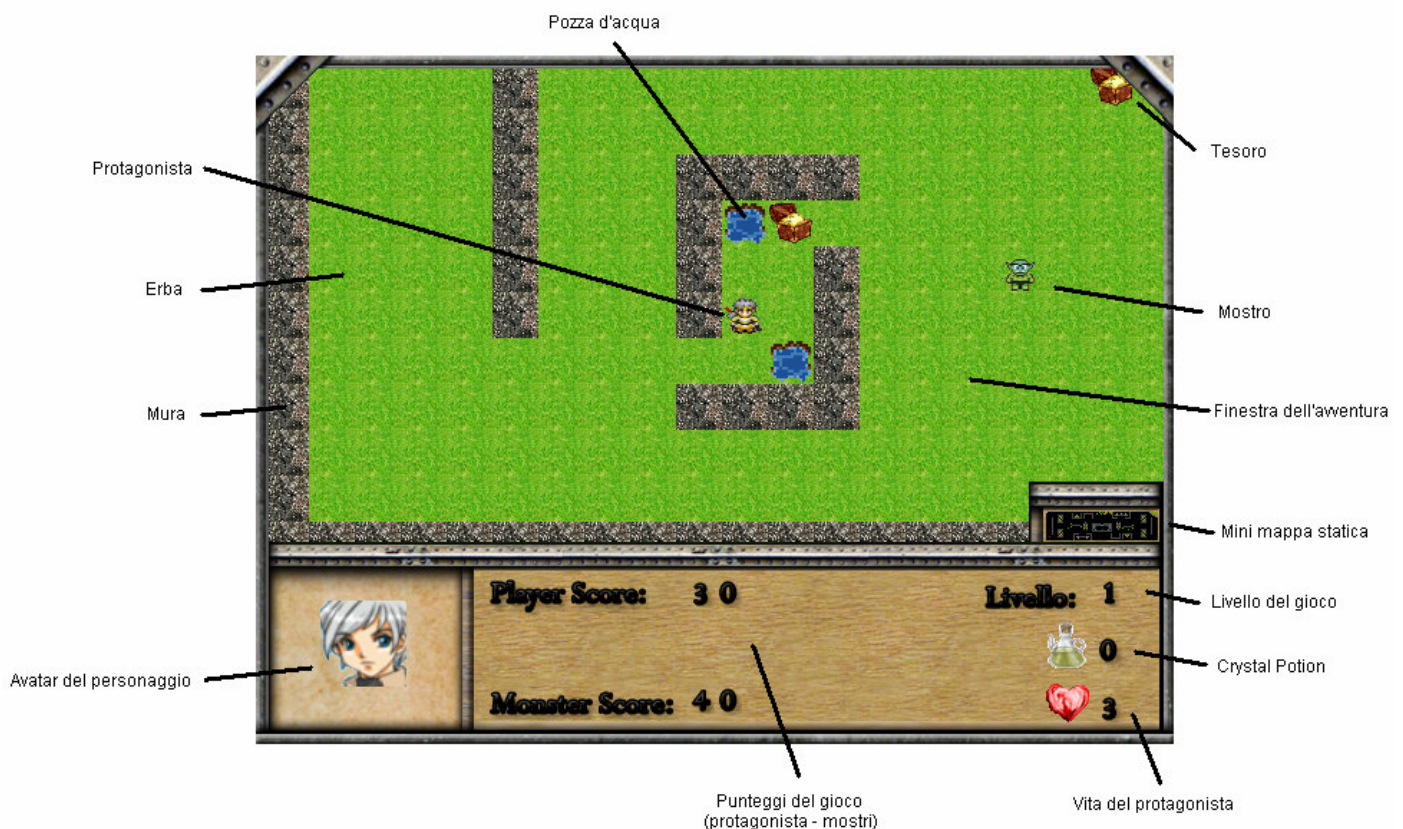 Pozza d'acqua
Protagonista
Tesoro
Erba
Mostro
Mura
Finestra dell'avventura
Mini mappa statica
Player Score: 3 0
Livello: 1
Livello del gioco
0
Crystal Potion
Avatar del personaggio
Monster Score: 4 0
3
Punteggi del gioco
(protagonista - mostri)
Vita del protagonista